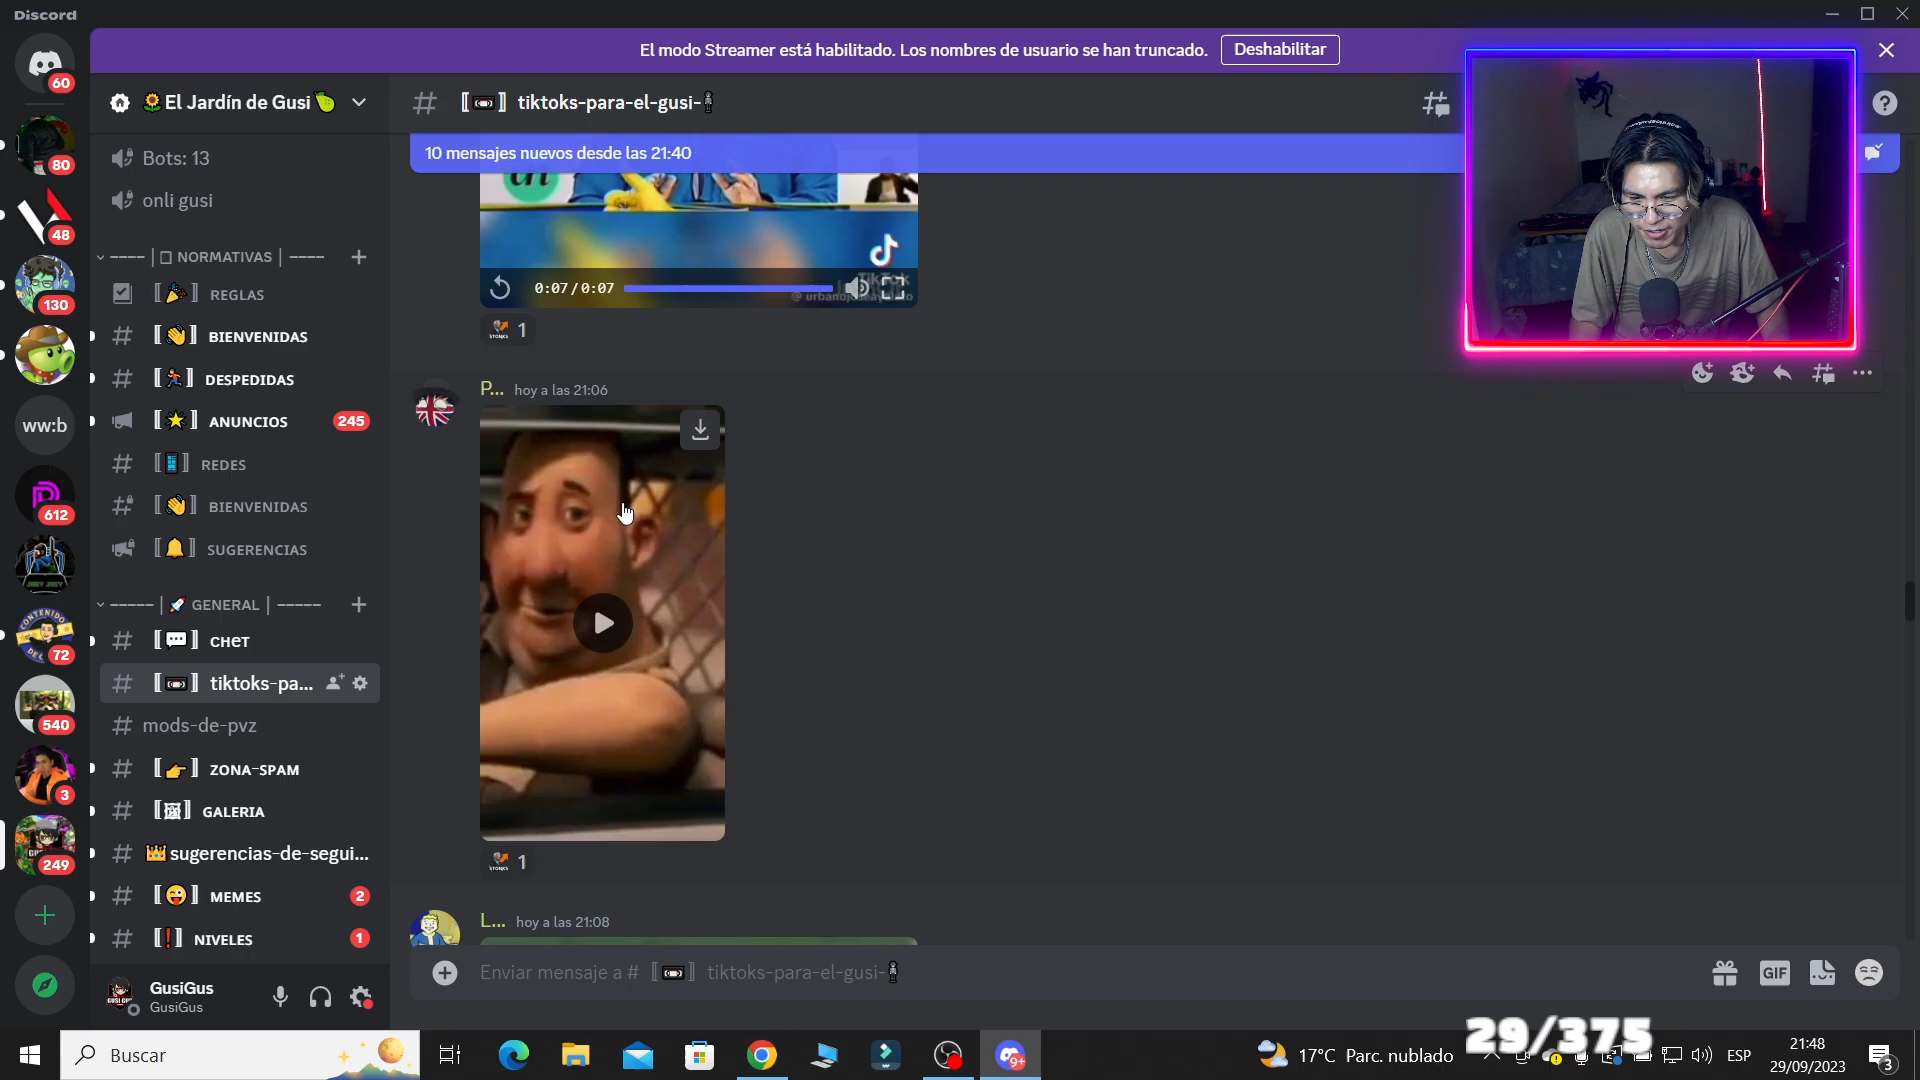 Discord
El modo Streamer está habilitado. Los nombres de usuario se han truncado.
Deshabilitar
60
80
48
130
ww:b
612
72
540
3
249
🌻El Jardín de Gusi🍈
Bots: 13
onli gusi
---- | 📋 NORMATIVAS | ----
〚🎉〛 REGLAS
〚👋〛 BIENVENIDAS
〚🏃〛 DESPEDIDAS
〚🌟〛 ANUNCIOS
245
〚📱〛 REDES
〚👋〛 BIENVENIDAS
〚🔔〛 SUGERENCIAS
----- | 🚀 GENERAL | -----
〚💬〛 CHET
〚📼〛 tiktoks-pa...
mods-de-pvz
〚👉〛 ZONA-SPAM
〚🖼〛 GALERIA
👑sugerencias-de-segui...
〚😜〛 MEMES
2
〚❗〛 NIVELES
1
GusiGus
GusiGus
# 〚📼〛 tiktoks-para-el-gusi-🕴
10 mensajes nuevos desde las 21:40
TikTok
0:07/0:07
STONKS 1
P... hoy a las 21:06
STONKS 1
L... hoy a las 21:08
Enviar mensaje a # 〚📼〛 tiktoks-para-el-gusi-🕴
GIF
29/375
Buscar
9+
17°C Parc. nublado
ESP
21:48
29/09/2023
3